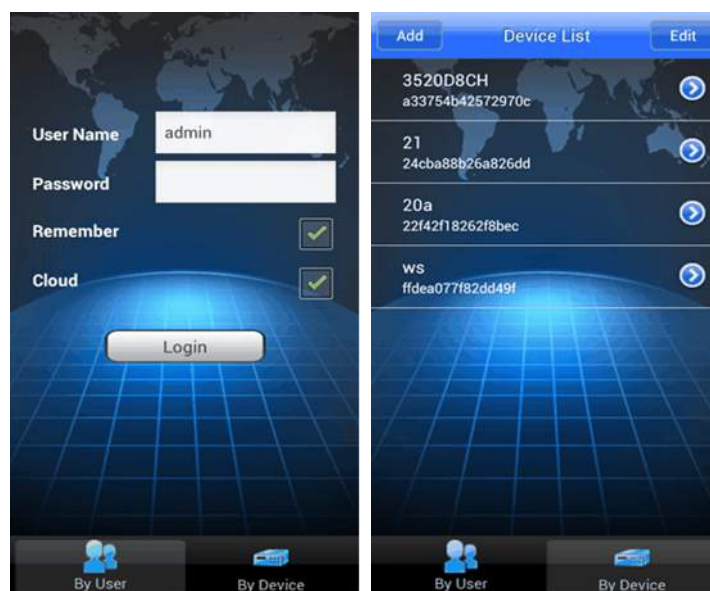 User Name
admin
Password
Remember
Cloud
Login
By User
By Device
Add
Device List
Edit
3520D8CH
a33754b42572970c
21
24cba88b26a826dd
20a
22f42f18262f8bec
ws
ffdea077f82dd49f
By User
By Device